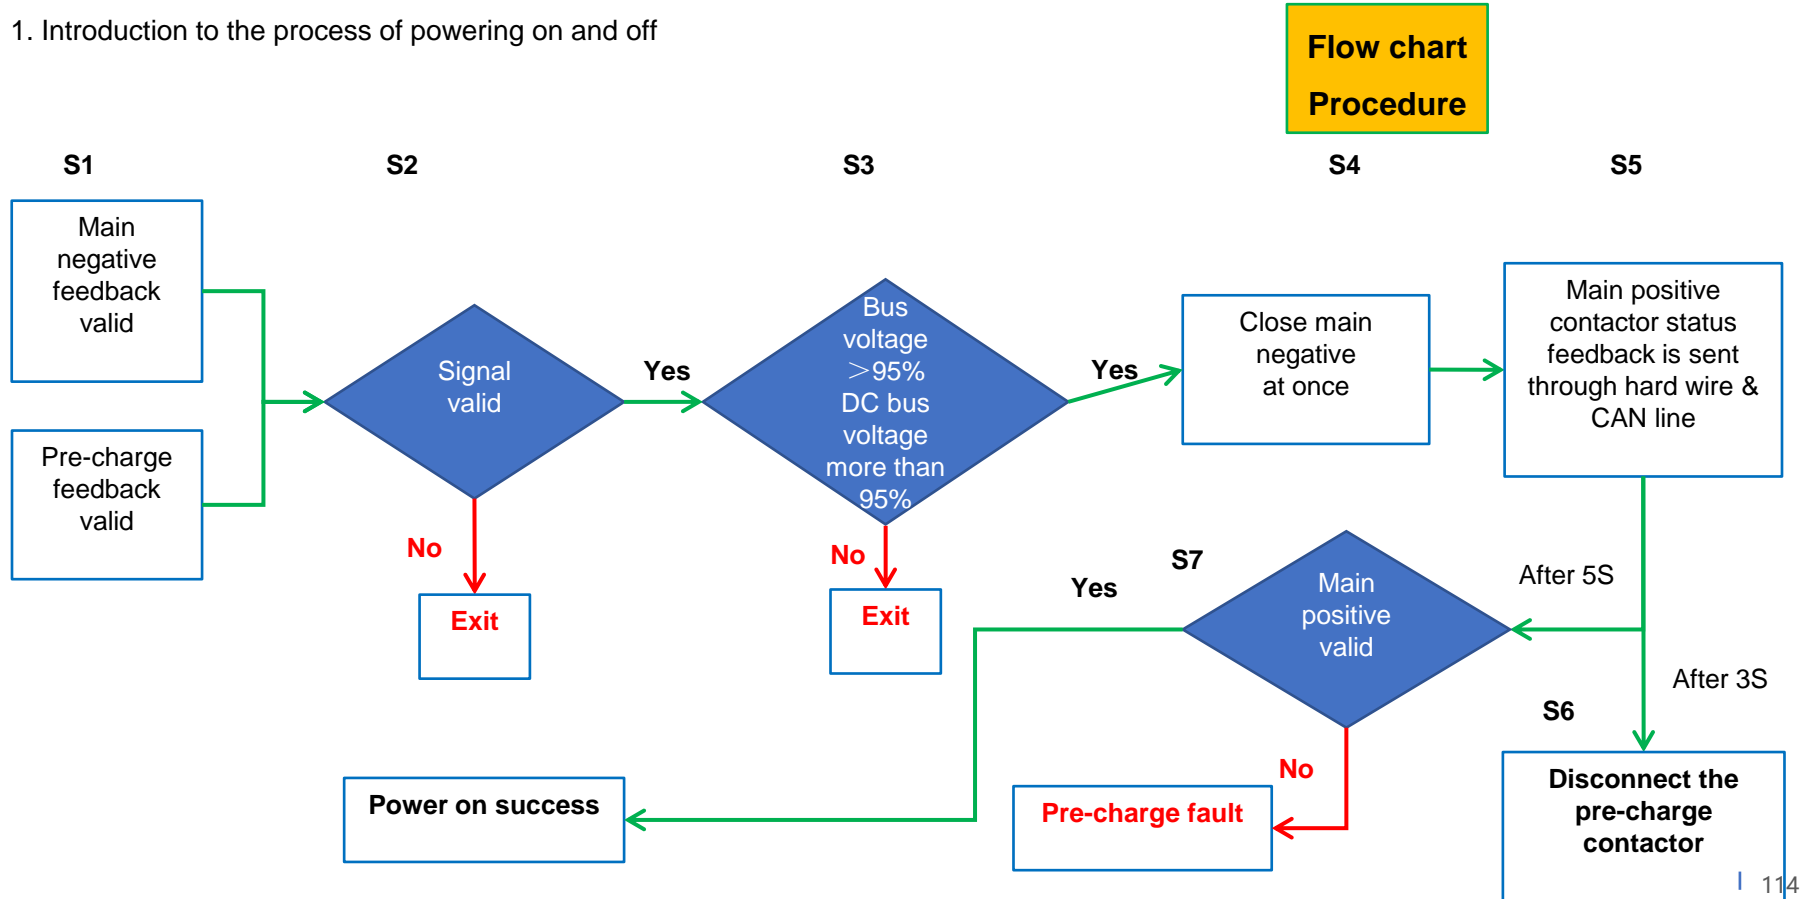 1. Introduction to the process of powering on and off
Flow chart
Procedure
S1
S2
S3
S4
S5
Main
negative
feedback
valid
Pre-charge
feedback
valid
Signal
valid
Yes
No
Exit
Bus
voltage
＞95%
DC bus
voltage
more than
95%
Yes
No
Exit
Close main
negative
at once
Main positive
contactor status
feedback is sent
through hard wire &
CAN line
After 5S
After 3S
S7
Main
positive
valid
Yes
No
S6
Power on success
Pre-charge fault
Disconnect the
pre-charge
contactor
114